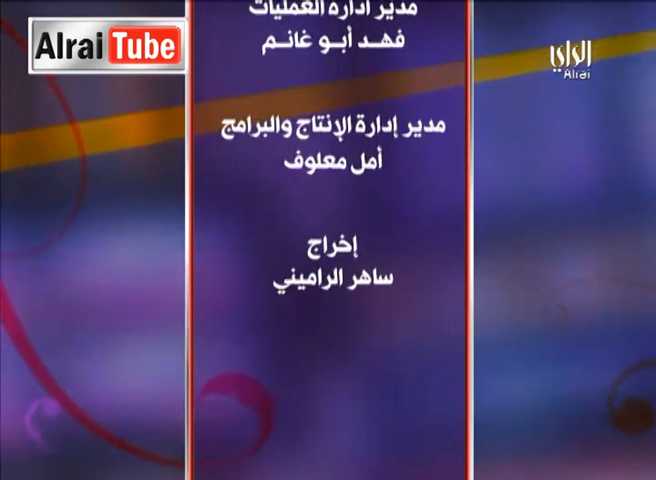 مدير ادارة العمليات
فهد أبو غانم
Alrai Tube
الراي
Alrai
مدير إدارة الإنتاج والبرامج
أمل معلوف
إخراج
ساهر الراميني